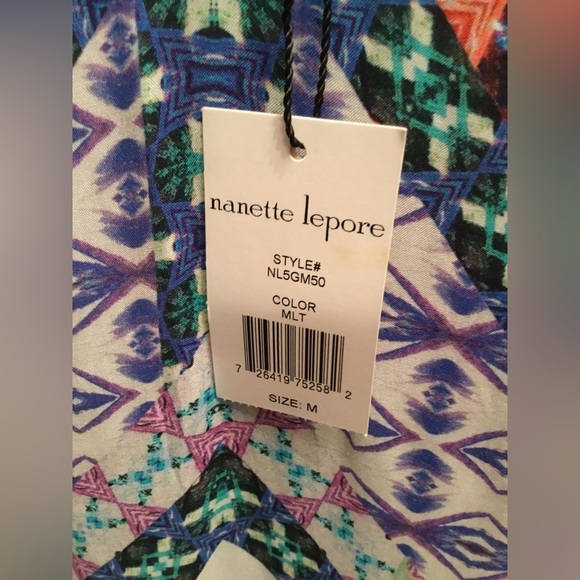 nanette lepore
STYLE#
NL5GM50
COLOR
MLT
7 26419 75258 2
SIZE: M